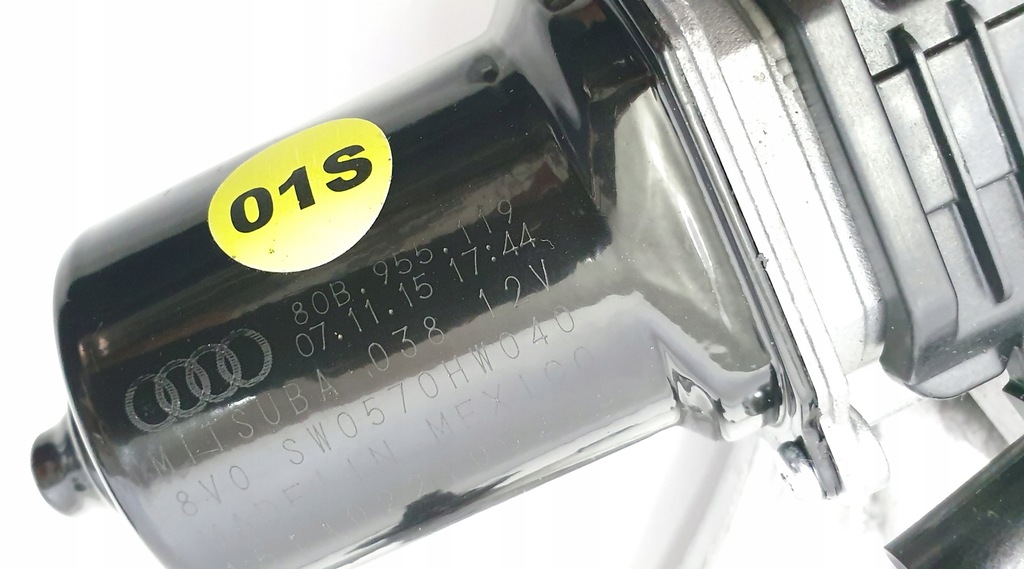 01S
80B.955.119
07.11.15 17:44
MITSUBA 038 12V
8V0 SW0570HW040
MADE IN MEXICO